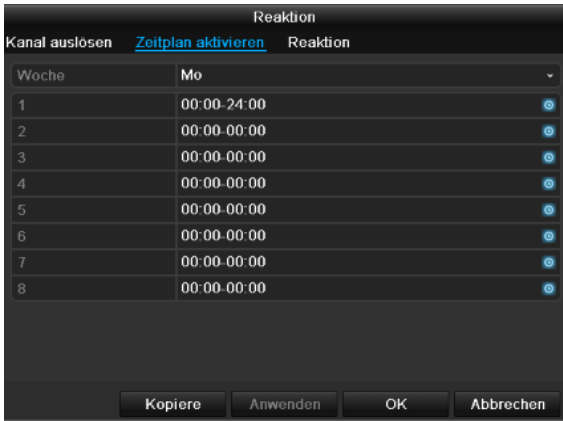 Reaktion
Kanal auslösen Zeitplan aktivieren Reaktion
Woche Mo
1 00:00-24:00
2 00:00-00:00
3 00:00-00:00
4 00:00-00:00
5 00:00-00:00
6 00:00-00:00
7 00:00-00:00
8 00:00-00:00
Kopiere Anwenden OK Abbrechen